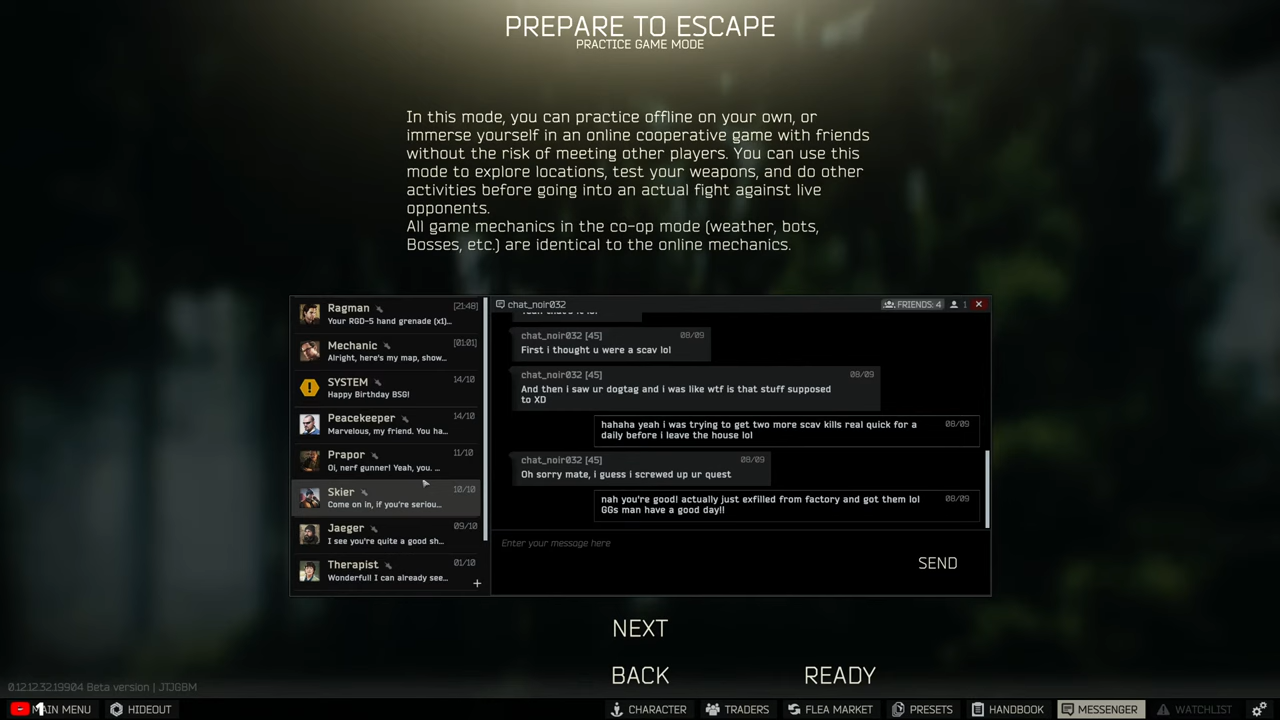 PREPARE TO ESCAPE
PRACTICE GAME MODE
In this mode, you can practice offline on your own, or
immerse yourself in an online cooperative game with friends
without the risk of meeting other players. You can use this
mode to explore locations, test your weapons, and do other
activities before going into an actual fight against live
opponents.
All game mechanics in the co-op mode (weather, bots,
Bosses, etc.) are identical to the online mechanics.
Ragman [21:48]
Your RGD-5 hand grenade (x1)...
Mechanic [01:01]
Alright, here's my map, show...
SYSTEM 14/10
Happy Birthday BSG!
Peacekeeper 14/10
Marvelous, my friend. You ha...
Prapor 11/10
Oi, nerf gunner! Yeah, you. ...
Skier 10/10
Come on in, if you're seriou...
Jaeger 09/10
I see you're quite a good sh...
Therapist 01/10
Wonderful! I can already see...
+
chat_noir032 FRIENDS: 4 1
chat_noir032 [45] 08/09
First i thought u were a scav lol
chat_noir032 [45] 08/09
And then i saw ur dogtag and i was like wtf is that stuff supposed
to XD
hahaha yeah i was trying to get two more scav kills real quick for a 08/09
daily before i leave the house lol
chat_noir032 [45] 08/09
Oh sorry mate, i guess i screwed up ur quest
nah you're good! actually just exfilled from factory and got them lol 08/09
GGs man have a good day!!
Enter your message here
SEND
NEXT
BACK READY
0.12.12.32.19904 Beta version | JTJGBM
1 MAIN MENU HIDEOUT CHARACTER TRADERS FLEA MARKET PRESETS HANDBOOK MESSENGER WATCHLIST